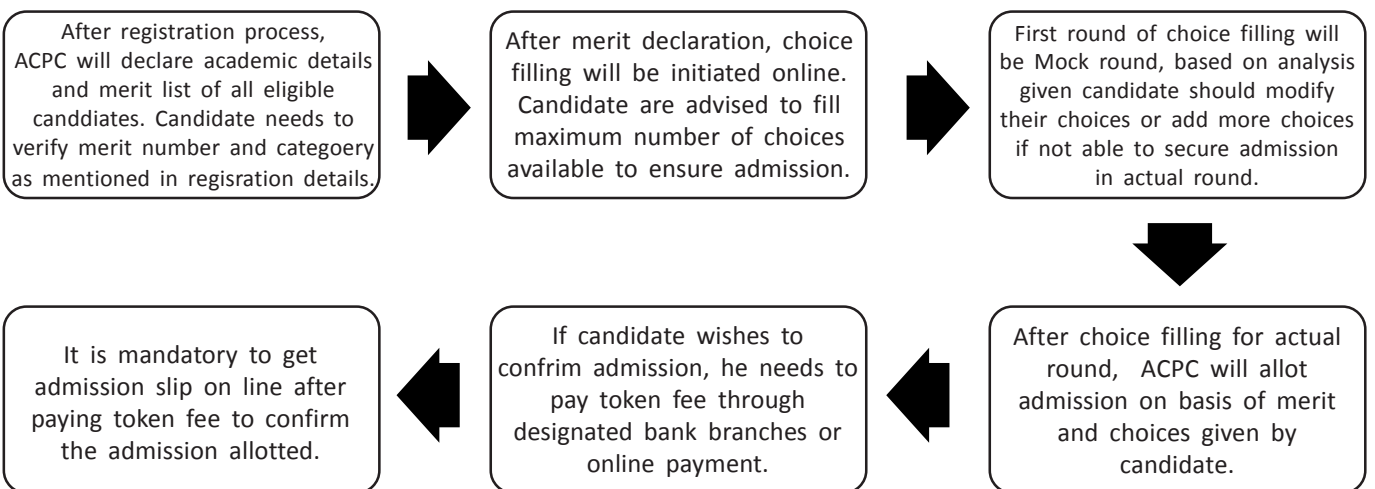 After registration process,
ACPC will declare academic details
and merit list of all eligible
canddiates. Candidate needs to
verify merit number and categoery
as mentioned in regisration details.
After merit declaration, choice
filling will be initiated online.
Candidate are advised to fill
maximum number of choices
available to ensure admission.
First round of choice filling will
be Mock round, based on analysis
given candidate should modify
their choices or add more choices
if not able to secure admission
in actual round.
After choice filling for actual
round, ACPC will allot
admission on basis of merit
and choices given by
candidate.
If candidate wishes to
confrim admission, he needs to
pay token fee through
designated bank branches or
online payment.
It is mandatory to get
admission slip on line after
paying token fee to confirm
the admission allotted.